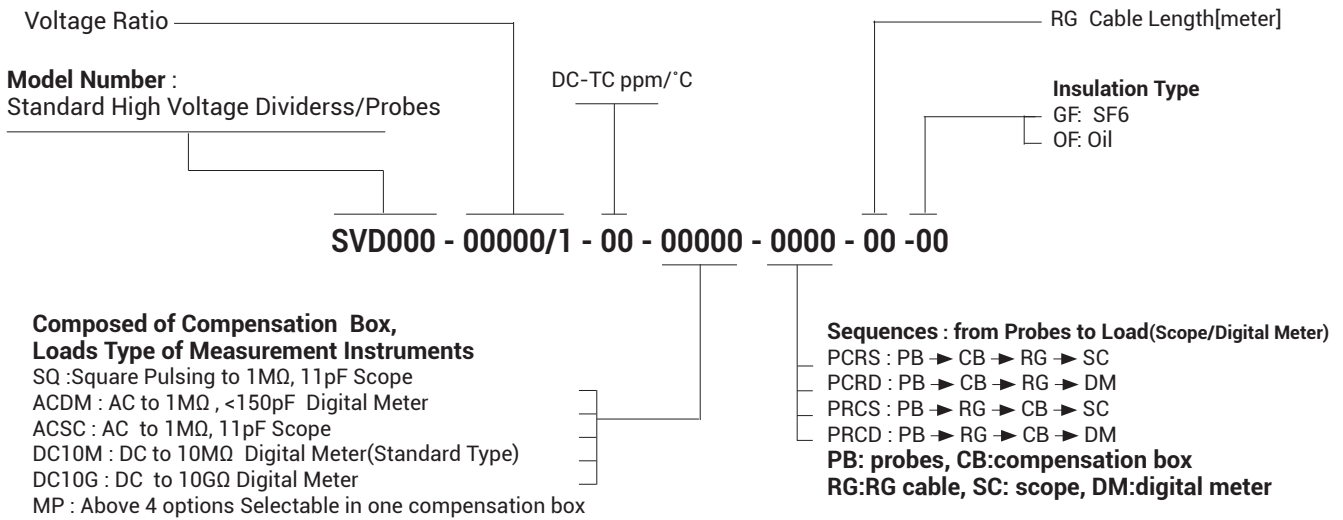 Voltage Ratio
RG Cable Length[meter]
Model Number :
Standard High Voltage Dividerss/Probes
DC-TC ppm/˚C
Insulation Type
GF: SF6
OF: Oil
SVD000 - 00000/1 - 00 - 00000 - 0000 - 00 -00
Composed of Compensation Box,
Loads Type of Measurement Instruments
SQ :Square Pulsing to 1MΩ, 11pF Scope
ACDM : AC to 1MΩ , <150pF Digital Meter
ACSC : AC to 1MΩ, 11pF Scope
DC10M : DC to 10MΩ Digital Meter(Standard Type)
DC10G : DC to 10GΩ Digital Meter
MP : Above 4 options Selectable in one compensation box
Sequences : from Probes to Load(Scope/Digital Meter)
PCRS : PB ➤ CB ➤ RG ➤ SC
PCRD : PB ➤ CB ➤ RG ➤ DM
PRCS : PB ➤ RG ➤ CB ➤ SC
PRCD : PB ➤ RG ➤ CB ➤ DM
PB: probes, CB:compensation box
RG:RG cable, SC: scope, DM:digital meter